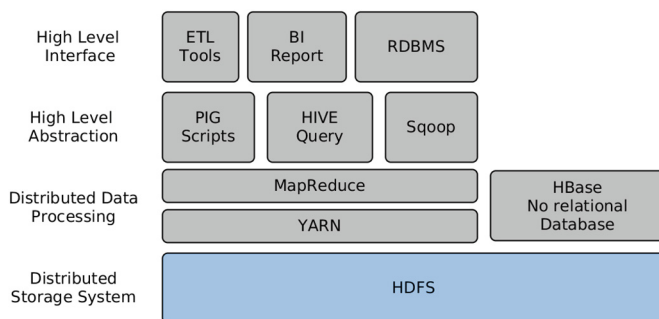 High Level
Interface
ETL
Tools
BI
Report
RDBMS
High Level
Abstraction
PIG
Scripts
HIVE
Query
Sqoop
Distributed Data
Processing
MapReduce
YARN
HBase
No relational
Database
Distributed
Storage System
HDFS